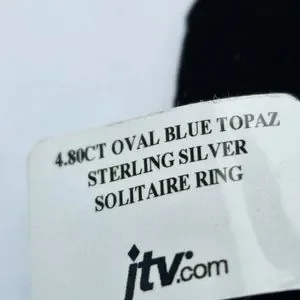 4.80CT OVAL BLUE TOPAZ
STERLING SILVER
SOLITAIRE RING
jtv.com